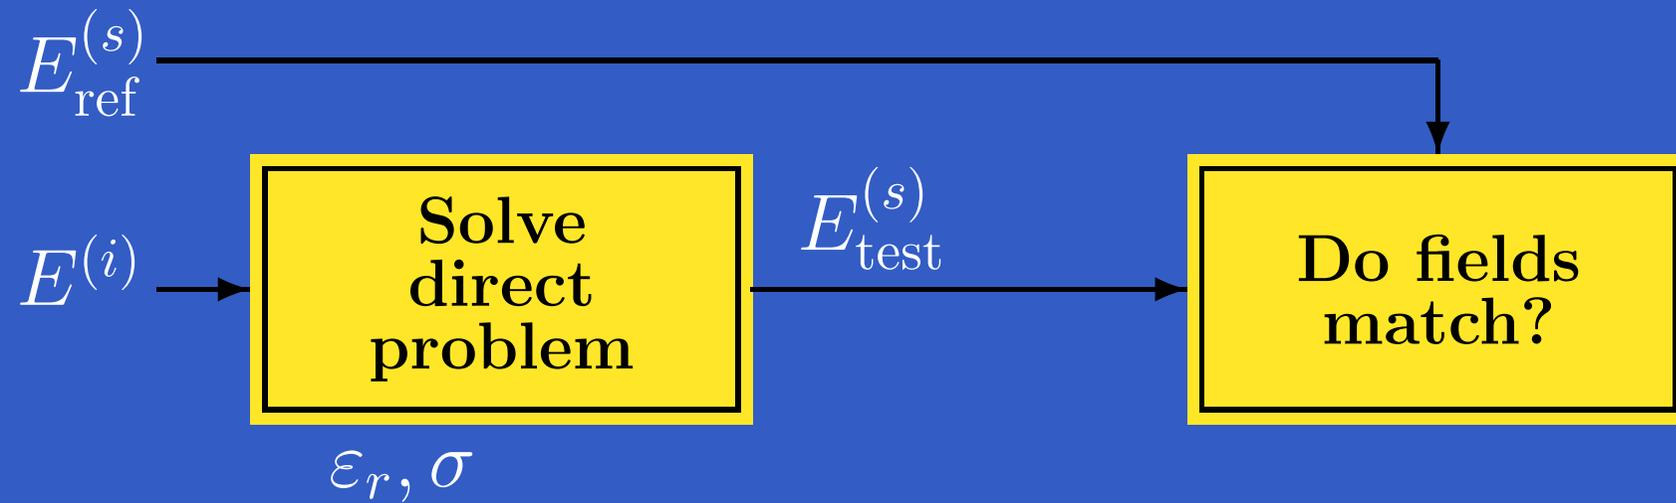 E_ref^(s)
E^(i)
Solve
direct
problem
E_test^(s)
Do fields
match?
ε_r, σ